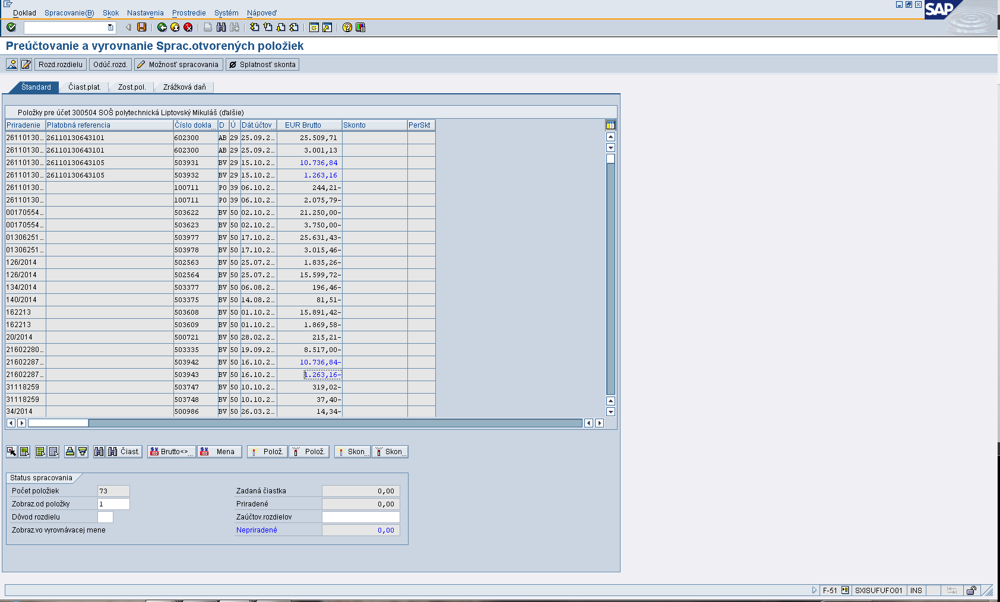 Doklad Spracovanie(B) Skok Nastavenia Prostredie Systém Nápoveď
SAP
Preúčtovanie a vyrovnanie Sprac.otvorených položiek
Rozd.rozdielu Odúč.rozd. Možnosť spracovania Splatnosť skonta
Štandard Čiast.plat. Zost.pol. Zrážková daň
Položky pre účet 300504 SOŠ polytechnická Liptovský Mikuláš (ďalšie)
Priradenie Platobná referencia Číslo dokla... D Ú Dát.účtov... EUR Brutto Skonto PerSkt
26110130... 26110130643101 602300 AB 29 25.09.2... 25.509,71
26110130... 26110130643101 602300 AB 29 25.09.2... 3.001,13
26110130... 26110130643105 503931 BV 29 15.10.2... 10.736,84
26110130... 26110130643105 503932 BV 29 15.10.2... 1.263,16
26110130... 100711 PO 39 06.10.2... 244,21-
26110130... 100711 PO 39 06.10.2... 2.075,79-
00170554... 503622 BV 50 02.10.2... 21.250,00-
00170554... 503623 BV 50 02.10.2... 3.750,00-
01306251... 503977 BV 50 17.10.2... 25.631,43-
01306251... 503978 BV 50 17.10.2... 3.015,46-
126/2014 502563 BV 50 25.07.2... 1.835,26-
126/2014 502564 BV 50 25.07.2... 15.599,72-
134/2014 503377 BV 50 06.08.2... 196,46-
140/2014 503375 BV 50 14.08.2... 81,51-
162213 503608 BV 50 01.10.2... 15.891,42-
162213 503609 BV 50 01.10.2... 1.869,58-
20/2014 500721 BV 50 28.02.2... 215,21-
21602280... 503335 BV 50 19.09.2... 8.517,00-
21602287... 503942 BV 50 16.10.2... 10.736,84-
21602287... 503943 BV 50 16.10.2... 1.263,16-
31118259 503747 BV 50 10.10.2... 319,02-
31118259 503748 BV 50 10.10.2... 37,40-
34/2014 500986 BV 50 26.03.2... 14,34-
Čiast. Brutto<>... Mena Polož. Polož. Skon... Skon...
Status spracovania
Počet položiek 73 Zadaná čiastka 0,00
Zobraz.od položky 1 Priradené 0,00
Dôvod rozdielu Zaúčtov.rozdielov
Zobraz.vo vyrovnávacej mene Nepriradené 0,00
F-51 SXISUFUFO01 INS